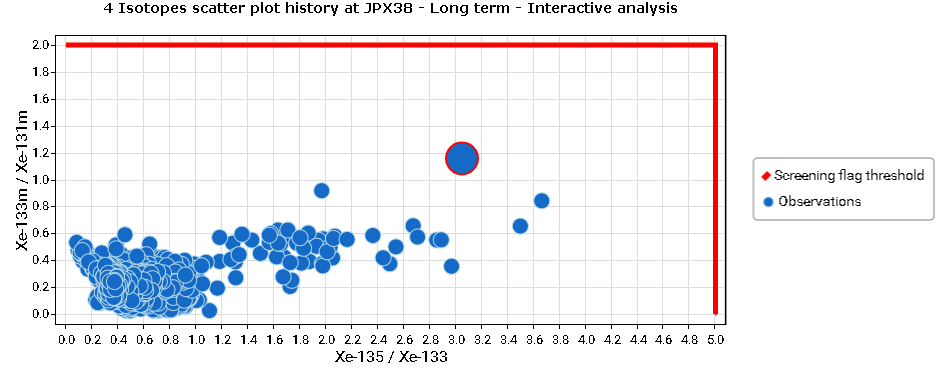 4 Isotopes scatter plot history at JPX38 - Long term - Interactive analysis
Xe-133m / Xe-131m
2.0
1.8
1.6
1.4
1.2
1.0
0.8
0.6
0.4
0.2
0.0
0.0 0.2 0.4 0.6 0.8 1.0 1.2 1.4 1.6 1.8 2.0 2.2 2.4 2.6 2.8 3.0 3.2 3.4 3.6 3.8 4.0 4.2 4.4 4.6 4.8 5.0
Xe-135 / Xe-133
Screening flag threshold
Observations